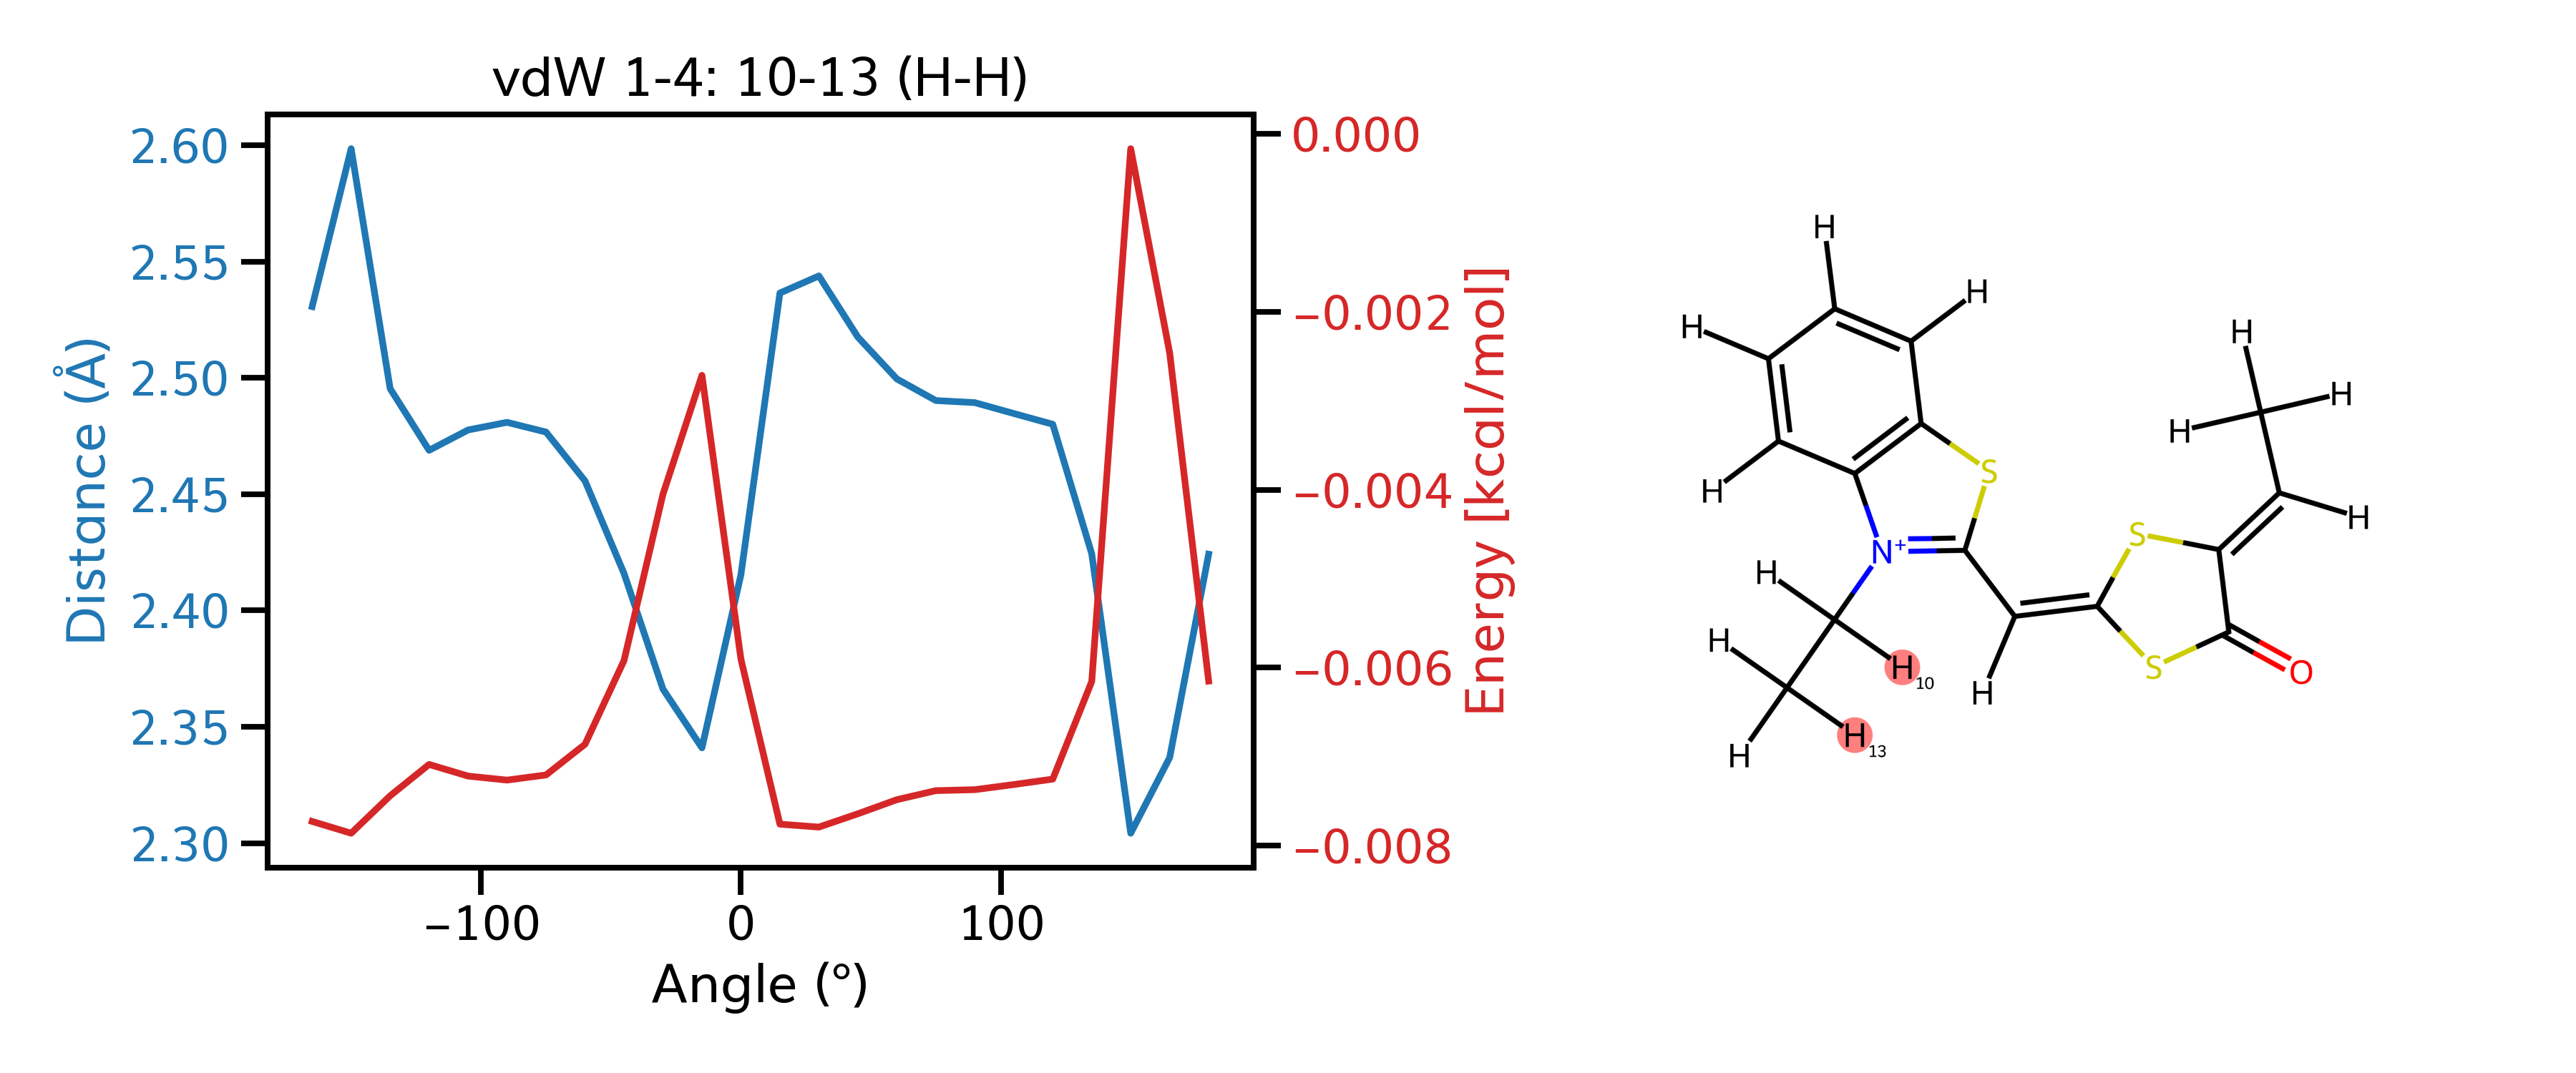 vdW 1-4: 10-13 (H-H)
2.60
2.55
2.50
2.45
2.40
2.35
2.30
Distance (Å)
0.000
−0.002
−0.004
−0.006
−0.008
Energy [kcal/mol]
−100 0 100
Angle (°)
H
H
H
H
H
H
H
S
H
H
S
N+
H
H
H10
S
O
H
H13
H